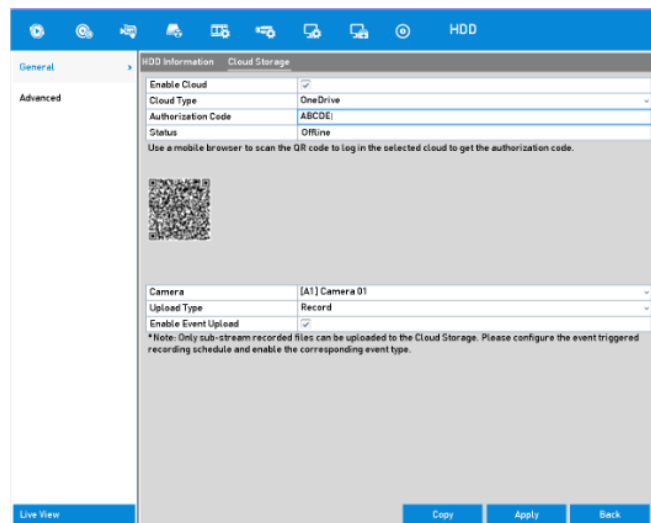 HDD
General >
HDD Information Cloud Storage
Advanced
Enable Cloud
Cloud Type OneDrive
Authorization Code ABCDE
Status Offline
Use a mobile browser to scan the QR code to log in the selected cloud to get the authorization code.
Camera [A1] Camera 01
Upload Type Record
Enable Event Upload
*Note: Only sub-stream recorded files can be uploaded to the Cloud Storage. Please configure the event triggered
recording schedule and enable the corresponding event type.
Live View
Copy Apply Back